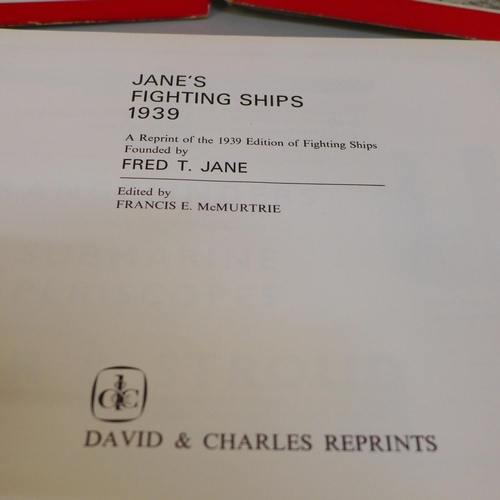 JANE'S
FIGHTING SHIPS
1939
A Reprint of the 1939 Edition of Fighting Ships
Founded by
FRED T. JANE
Edited by
FRANCIS E. McMURTRIE
DAVID & CHARLES REPRINTS